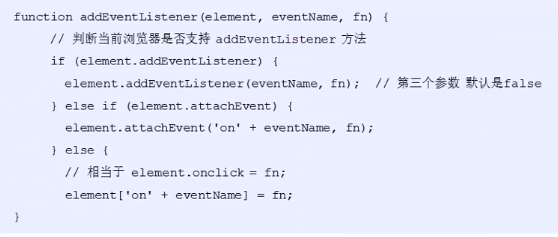 function addEventListener(element, eventName, fn) {
// 判断当前浏览器是否支持 addEventListener 方法
if (element.addEventListener) {
element.addEventListener(eventName, fn);  // 第三个参数 默认是false
} else if (element.attachEvent) {
element.attachEvent('on' + eventName, fn);
} else {
// 相当于 element.onclick = fn;
element['on' + eventName] = fn;
}